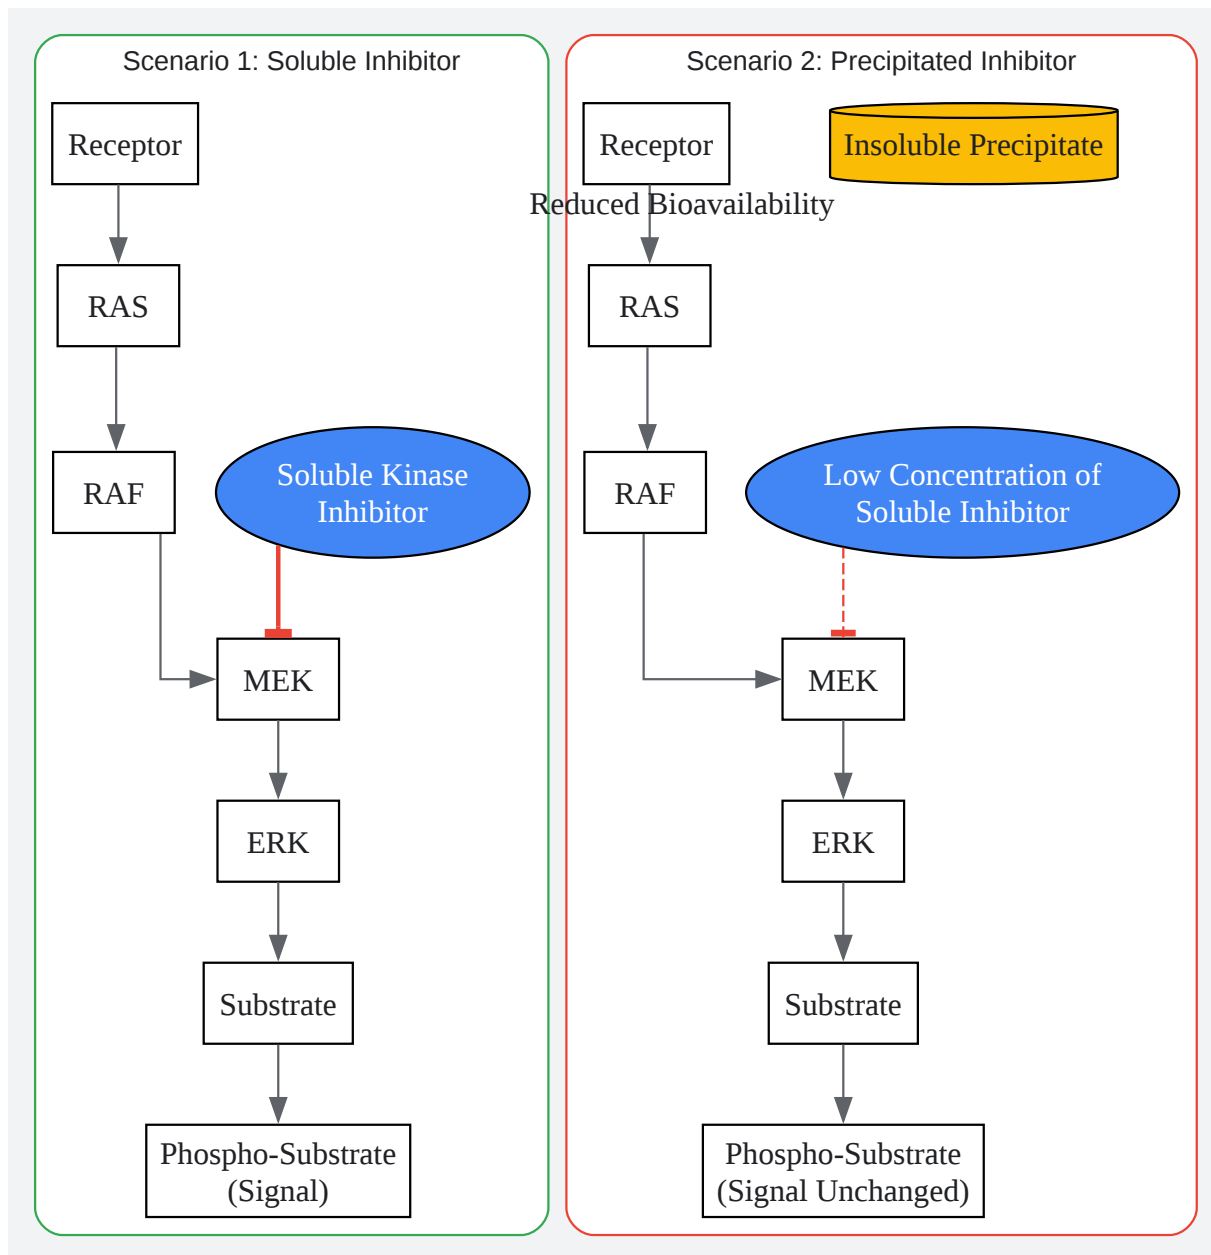 Scenario 1: Soluble Inhibitor
Receptor
RAS
RAF
Soluble Kinase
Inhibitor
MEK
ERK
Substrate
Phospho-Substrate
(Signal)
Scenario 2: Precipitated Inhibitor
Receptor
Insoluble Precipitate
Reduced Bioavailability
RAS
RAF
Low Concentration of
Soluble Inhibitor
MEK
ERK
Substrate
Phospho-Substrate
(Signal Unchanged)